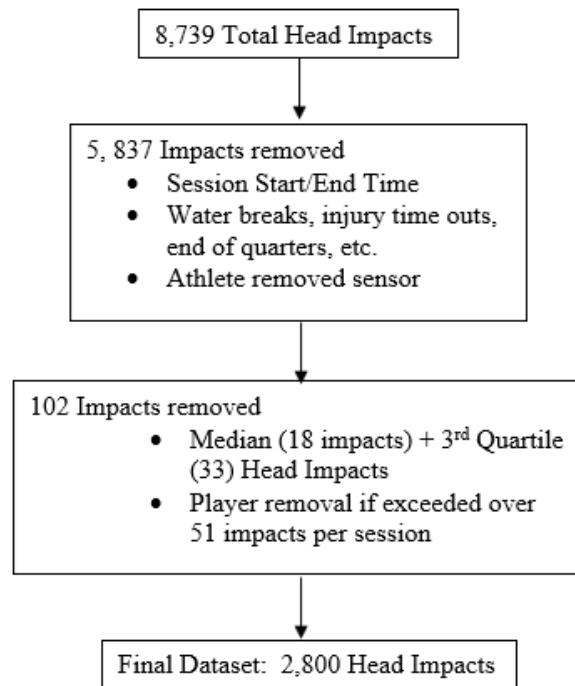 8,739 Total Head Impacts
5, 837 Impacts removed
• Session Start/End Time
• Water breaks, injury time outs,
end of quarters, etc.
• Athlete removed sensor
102 Impacts removed
• Median (18 impacts) + 3rd Quartile
(33) Head Impacts
• Player removal if exceeded over
51 impacts per session
Final Dataset: 2,800 Head Impacts